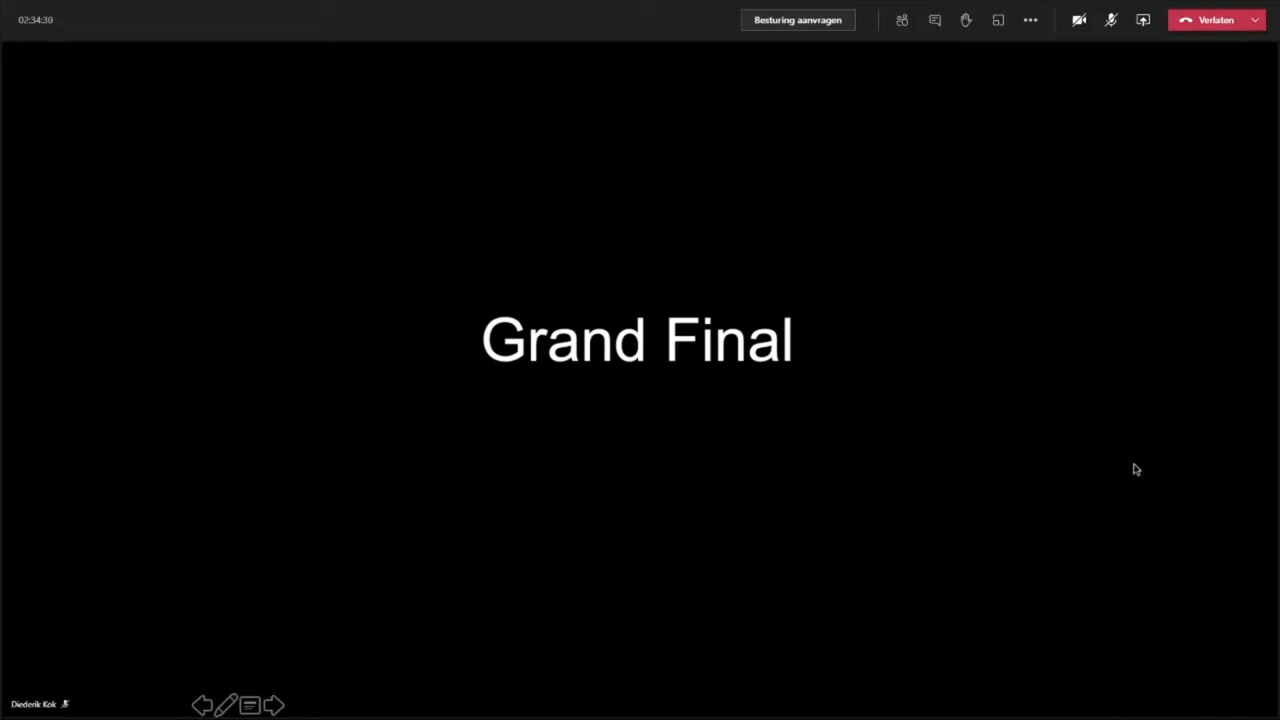 02:34:30
Besturing aanvragen
Verlaten
Grand Final
Diederik Kok